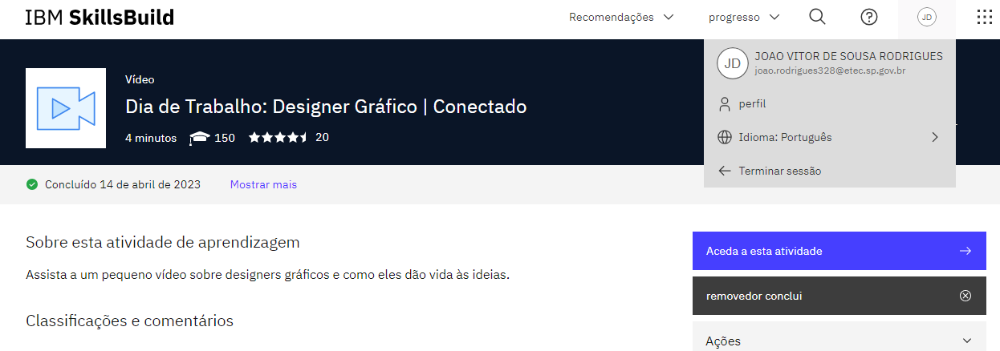 IBM SkillsBuild
Recomendações
progresso
JD
JD
JOAO VITOR DE SOUSA RODRIGUES
joao.rodrigues328@etec.sp.gov.br
perfil
Idioma: Português
Terminar sessão
Vídeo
Dia de Trabalho: Designer Gráfico | Conectado
4 minutos 150 20
Concluído 14 de abril de 2023 Mostrar mais
Sobre esta atividade de aprendizagem
Assista a um pequeno vídeo sobre designers gráficos e como eles dão vida às ideias.
Classificações e comentários
Aceda a esta atividade
removedor conclui
Ações